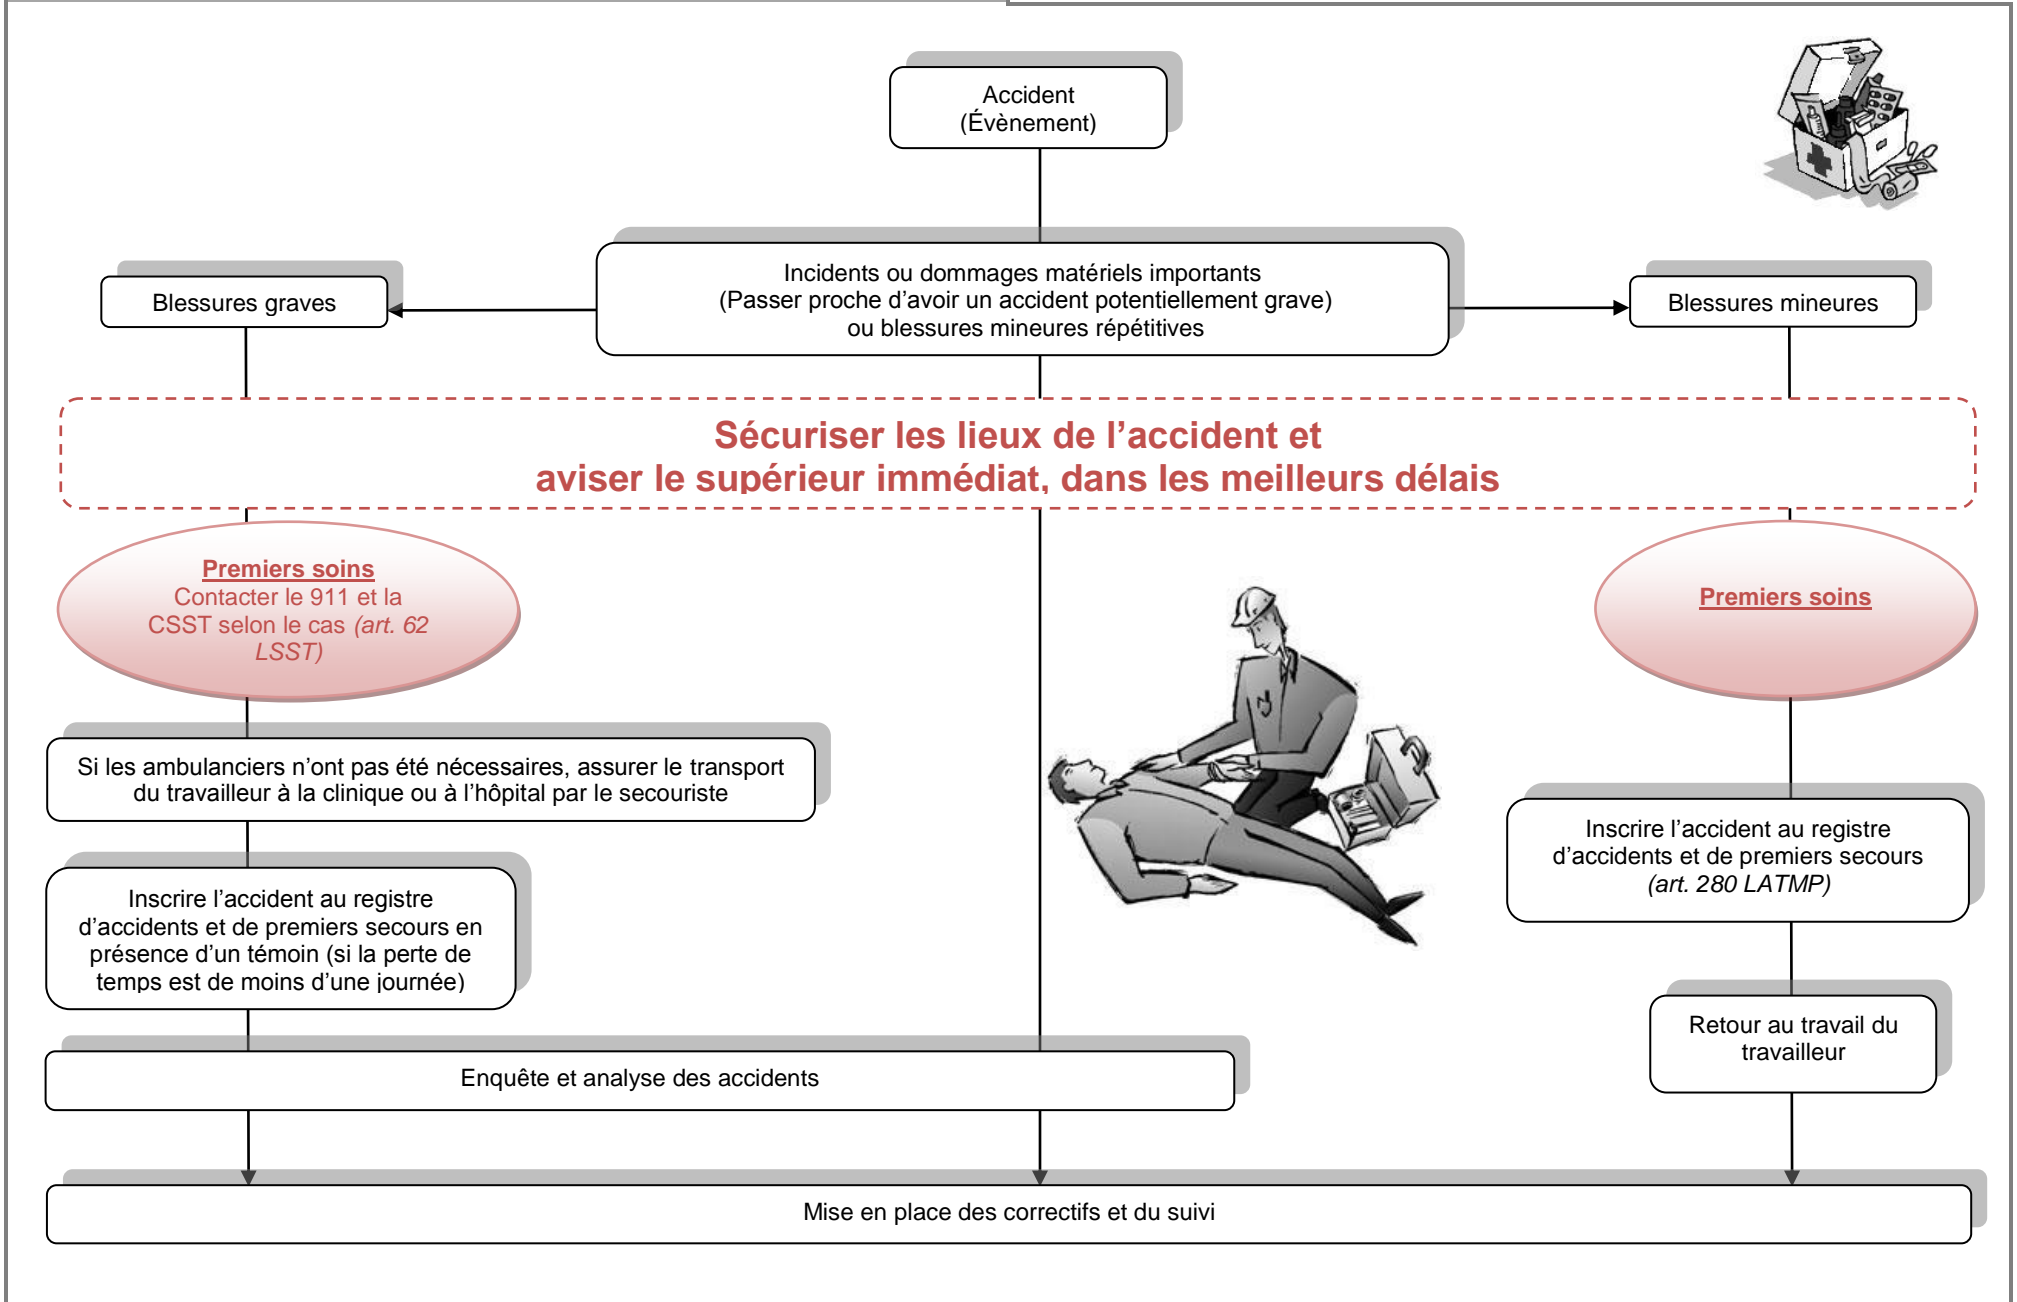 Accident
(Évènement)
Incidents ou dommages matériels importants
(Passer proche d'avoir un accident potentiellement grave)
ou blessures mineures répétitives
Blessures graves
Blessures mineures
Sécuriser les lieux de l'accident et
aviser le supérieur immédiat, dans les meilleurs délais
Premiers soins
Contacter le 911 et la
CSST selon le cas (art. 62
LSST)
Premiers soins
Si les ambulanciers n'ont pas été nécessaires, assurer le transport
du travailleur à la clinique ou à l'hôpital par le secouriste
Inscrire l'accident au registre
d'accidents et de premiers secours
(art. 280 LATMP)
Inscrire l'accident au registre
d'accidents et de premiers secours en
présence d'un témoin (si la perte de
temps est de moins d'une journée)
Retour au travail du
travailleur
Enquête et analyse des accidents
Mise en place des correctifs et du suivi